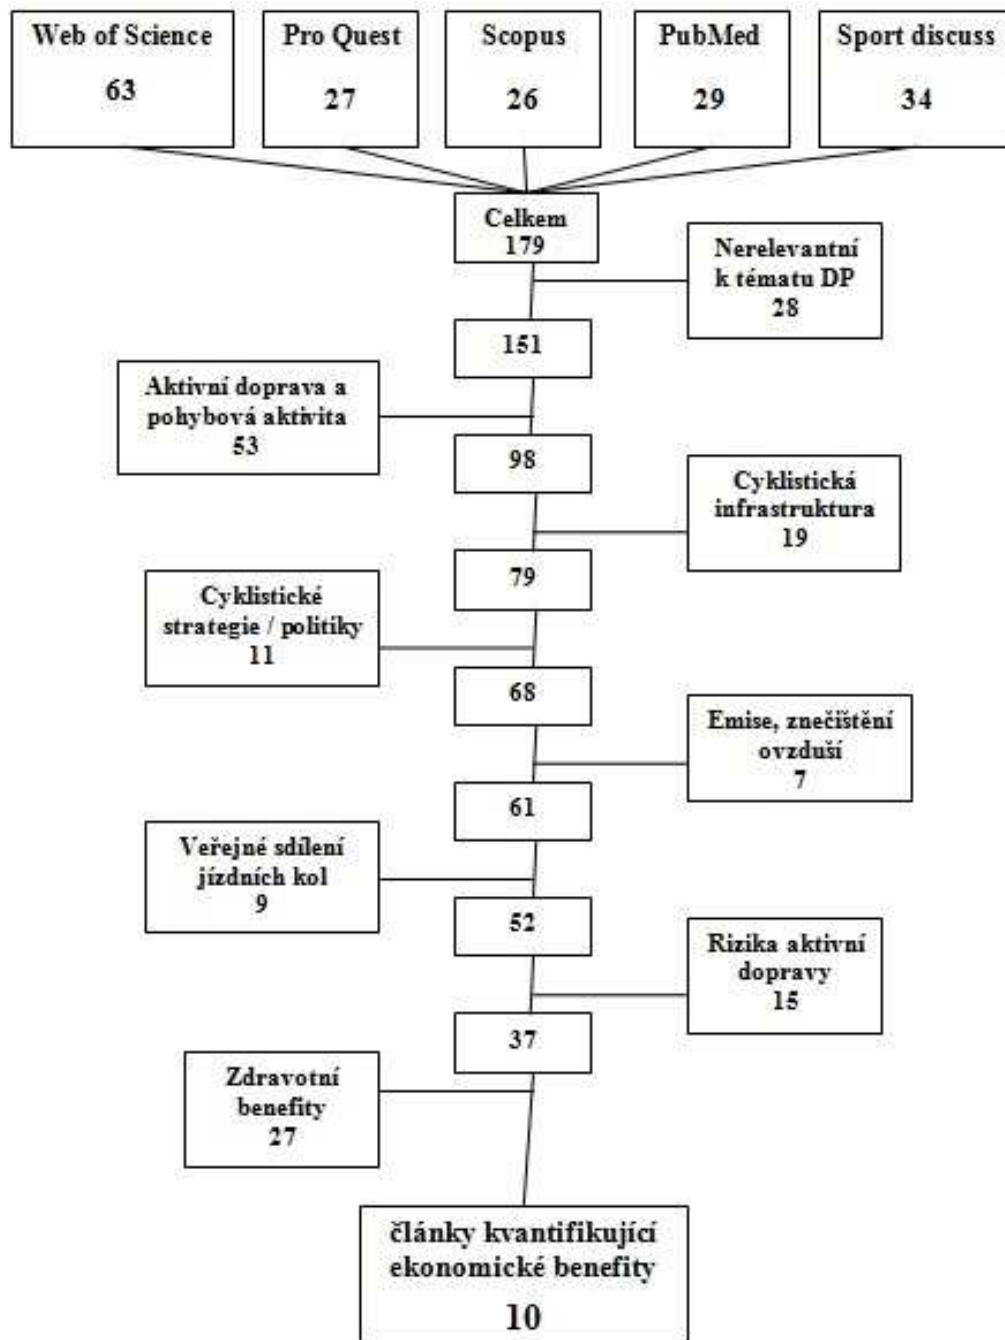 Web of Science
63
Pro Quest
27
Scopus
26
PubMed
29
Sport discuss
34
Celkem
179
Nerelevantní
k tématu DP
28
151
Aktivní doprava a
pohybová aktivita
53
98
Cyklistická
infrastruktura
19
79
Cyklistické
strategie / politiky
11
68
Emise, znečištění
ovzduší
7
61
Veřejné sdílení
jízdních kol
9
52
Rizika aktivní
dopravy
15
37
Zdravotní
benefity
27
články kvantifikující
ekonomické benefity
10